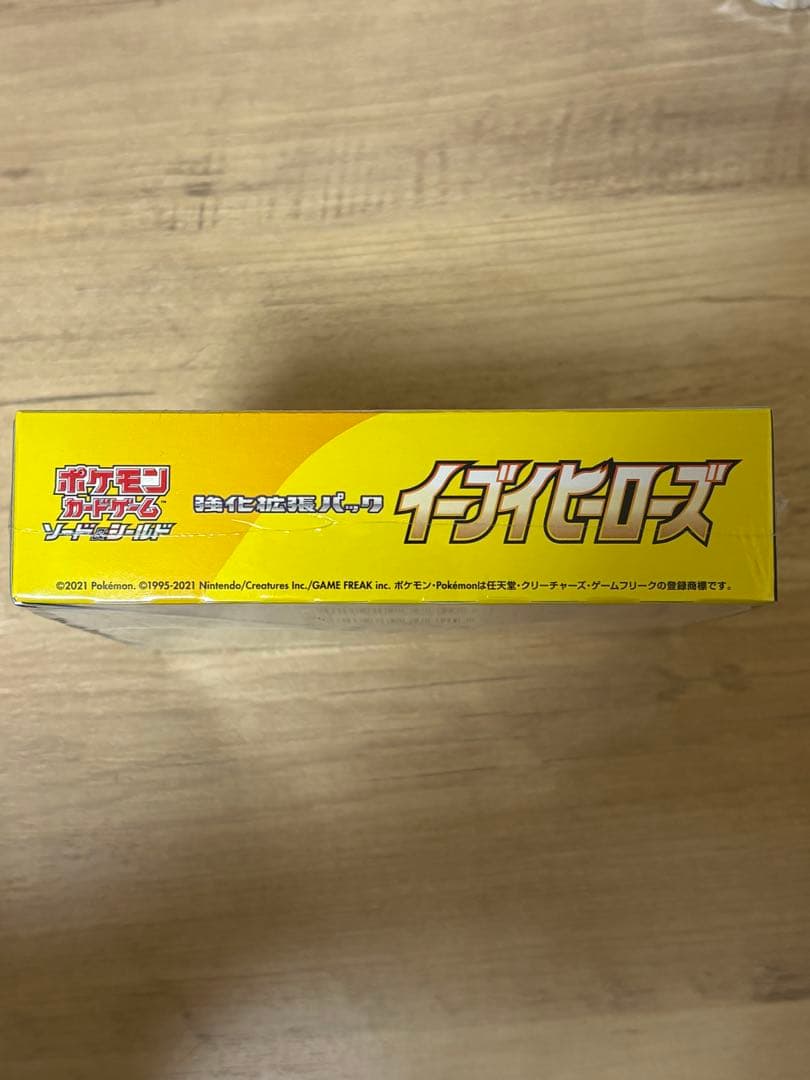 ポケモン
カードゲーム
ソード&シールド
強化拡張パック
イーブイヒーローズ
©2021 Pokémon. ©1995-2021 Nintendo/Creatures Inc./GAME FREAK inc. ポケモン・Pokémonは任天堂・クリーチャーズ・ゲームフリークの登録商標です。